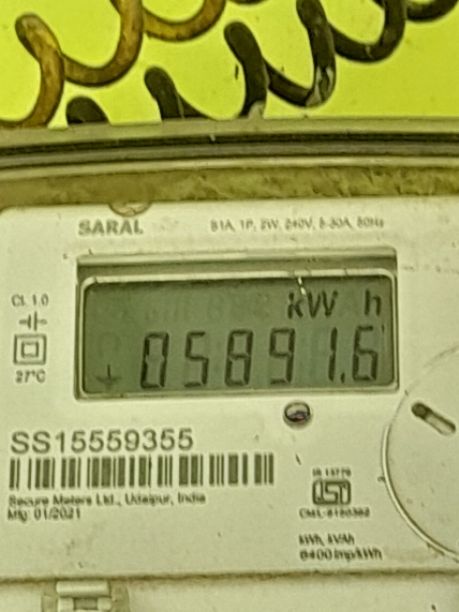 SARAL
S1A, 1P, 2W, 240V, 5-30A, 50Hz
Cl. 1.0
27°C
kW h
05891.6
SS15559355
Secure Meters Ltd., Udaipur, India
Mfg: 01/2021
IS 13779
ISI
kWh, kVAh
6400 imp/kWh